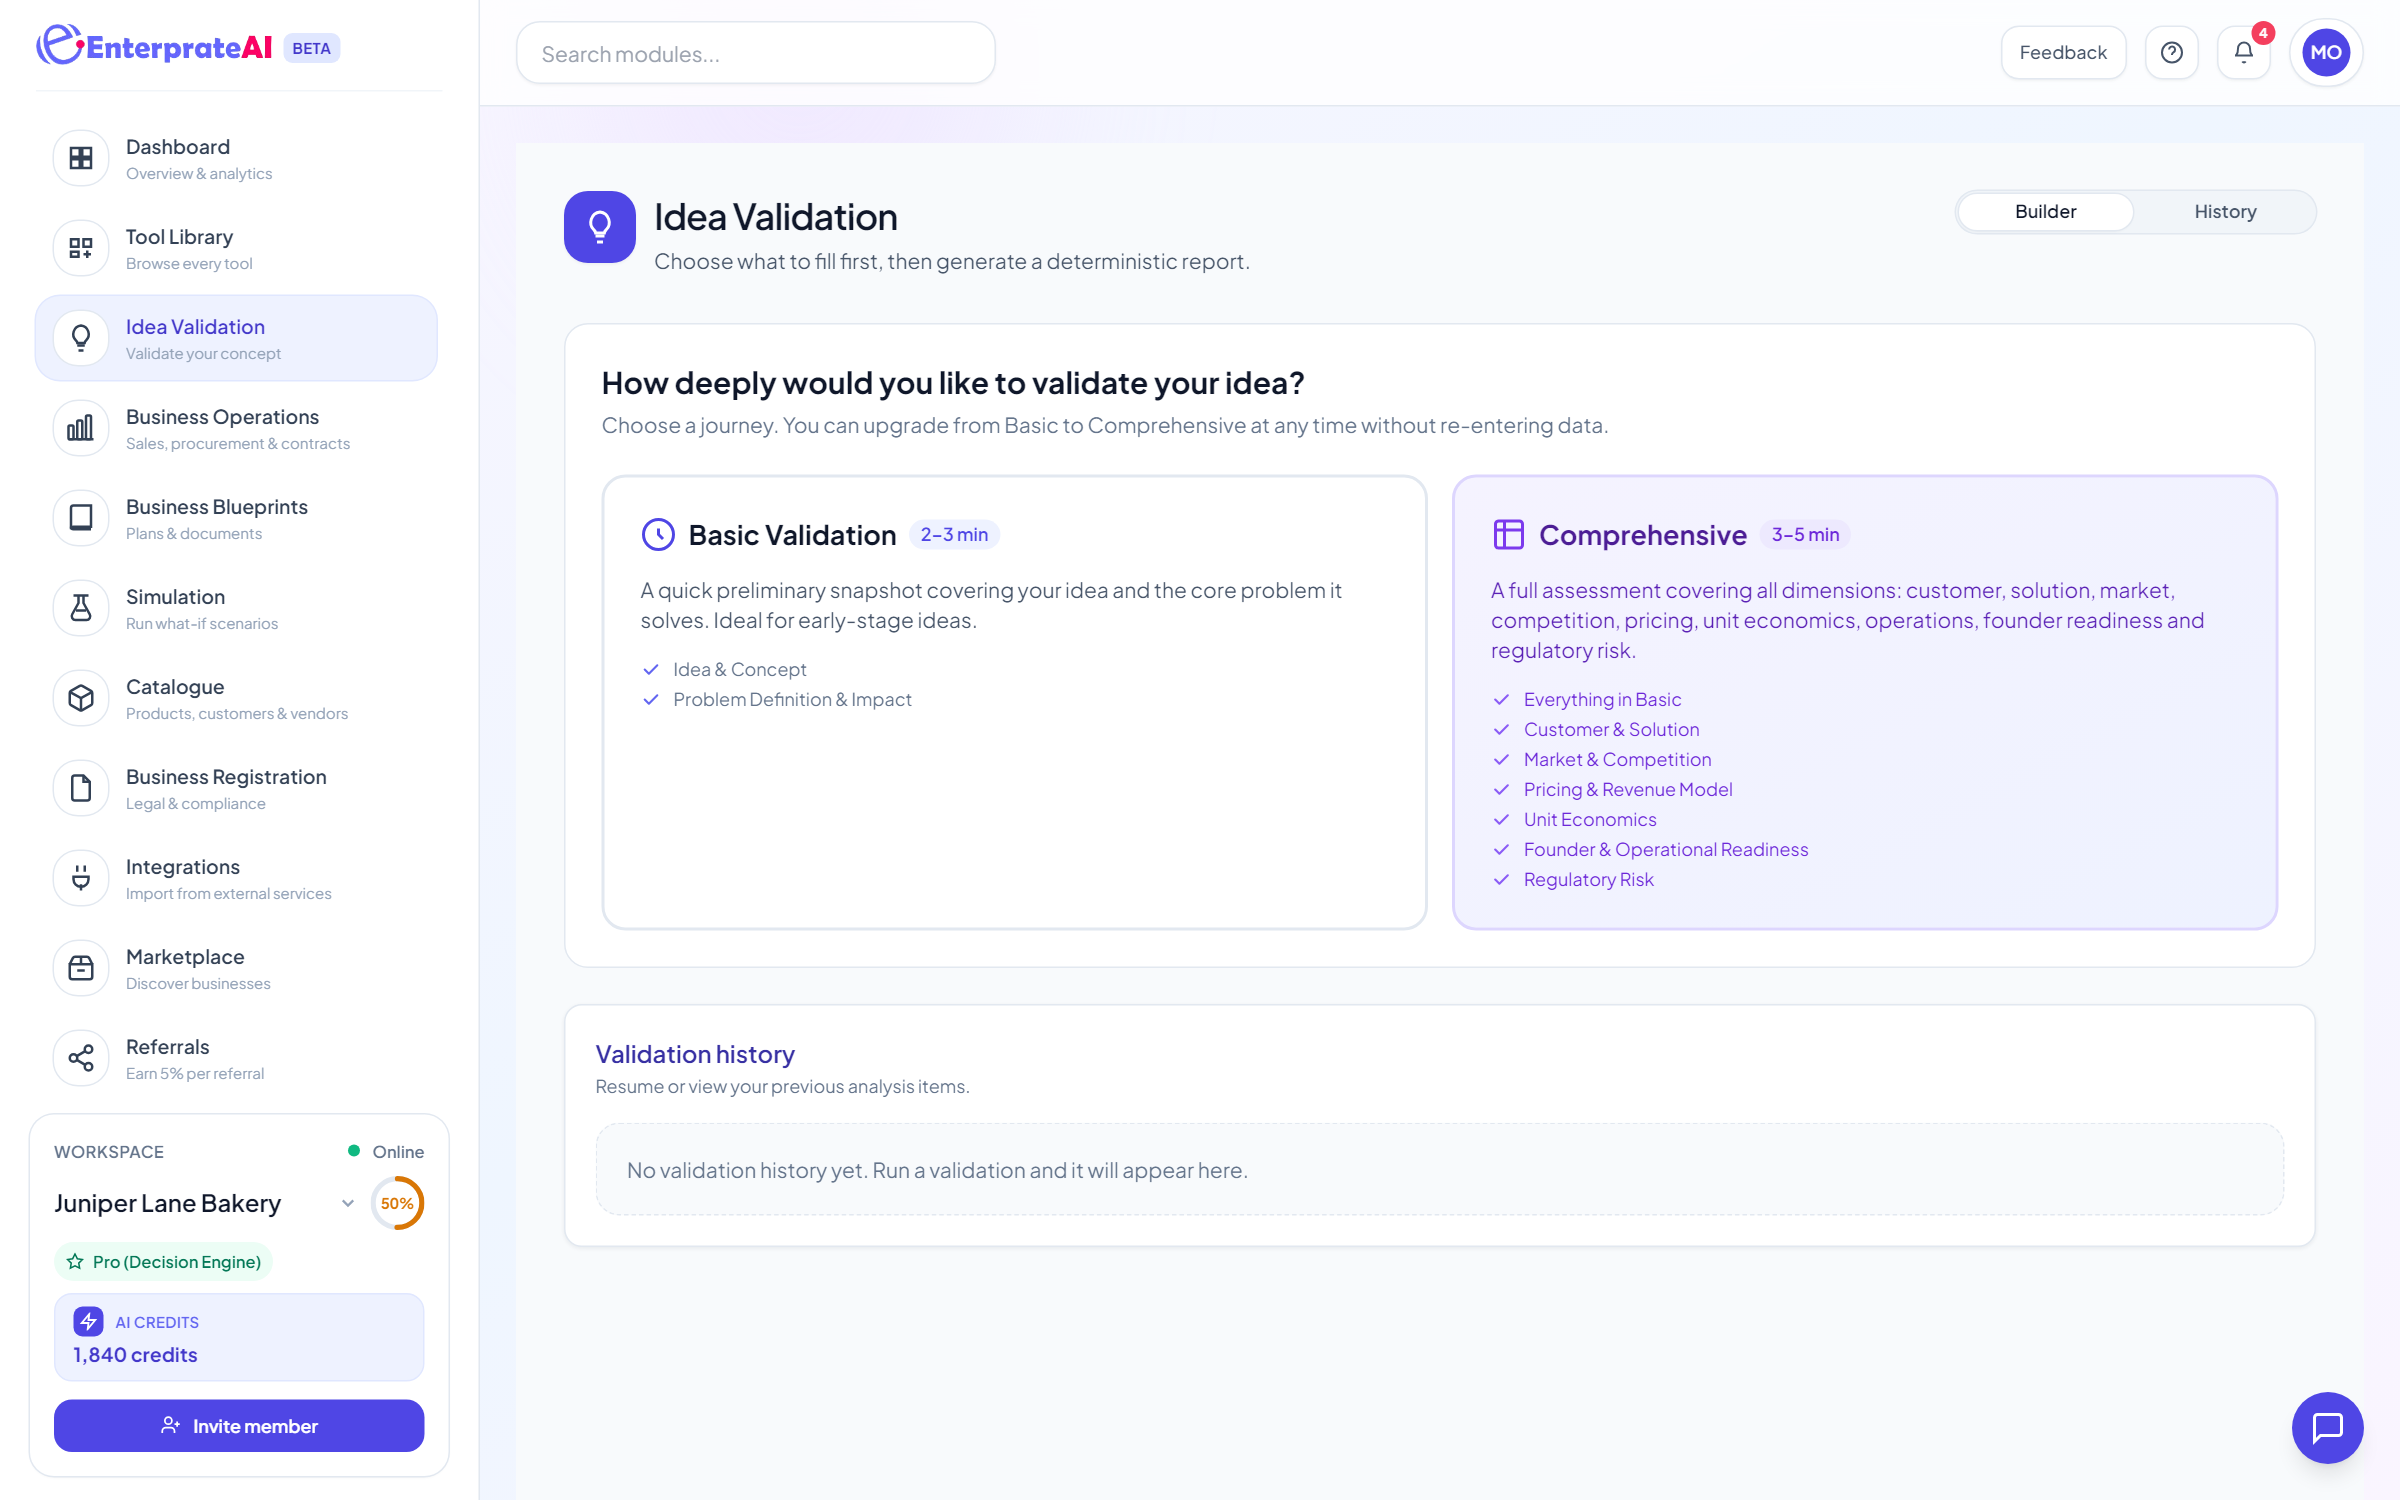 EnterprateAI BETA
Search modules...
Feedback
4
MO
Dashboard
Overview & analytics
Tool Library
Browse every tool
Idea Validation
Validate your concept
Business Operations
Sales, procurement & contracts
Business Blueprints
Plans & documents
Simulation
Run what-if scenarios
Catalogue
Products, customers & vendors
Business Registration
Legal & compliance
Integrations
Import from external services
Marketplace
Discover businesses
Referrals
Earn 5% per referral
WORKSPACE
Online
Juniper Lane Bakery
50%
Pro (Decision Engine)
AI CREDITS
1,840 credits
Invite member
Idea Validation
Choose what to fill first, then generate a deterministic report.
Builder
History
How deeply would you like to validate your idea?
Choose a journey. You can upgrade from Basic to Comprehensive at any time without re-entering data.
Basic Validation 2–3 min
A quick preliminary snapshot covering your idea and the core problem it
solves. Ideal for early-stage ideas.
Idea & Concept
Problem Definition & Impact
Comprehensive 3–5 min
A full assessment covering all dimensions: customer, solution, market,
competition, pricing, unit economics, operations, founder readiness and
regulatory risk.
Everything in Basic
Customer & Solution
Market & Competition
Pricing & Revenue Model
Unit Economics
Founder & Operational Readiness
Regulatory Risk
Validation history
Resume or view your previous analysis items.
No validation history yet. Run a validation and it will appear here.